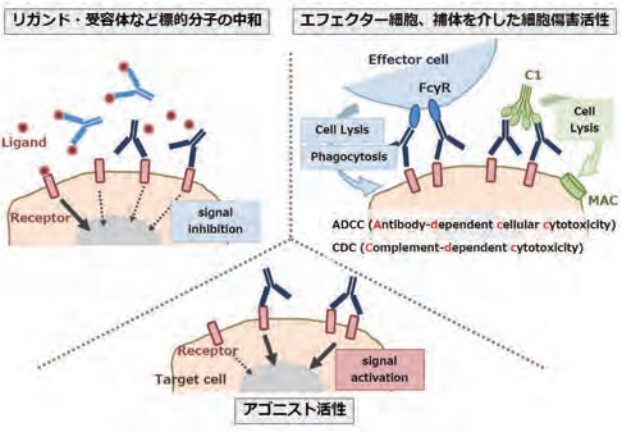 リガンド・受容体など標的分子の中和
Ligand
Receptor
signal
inhibition
エフェクター細胞、補体を介した細胞傷害活性
Effector cell
FcγR
C1
Cell Lysis
Phagocytosis
Cell
Lysis
MAC
ADCC (Antibody-dependent cellular cytotoxicity)
CDC (Complement-dependent cytotoxicity)
Receptor
Target cell
signal
activation
アゴニスト活性